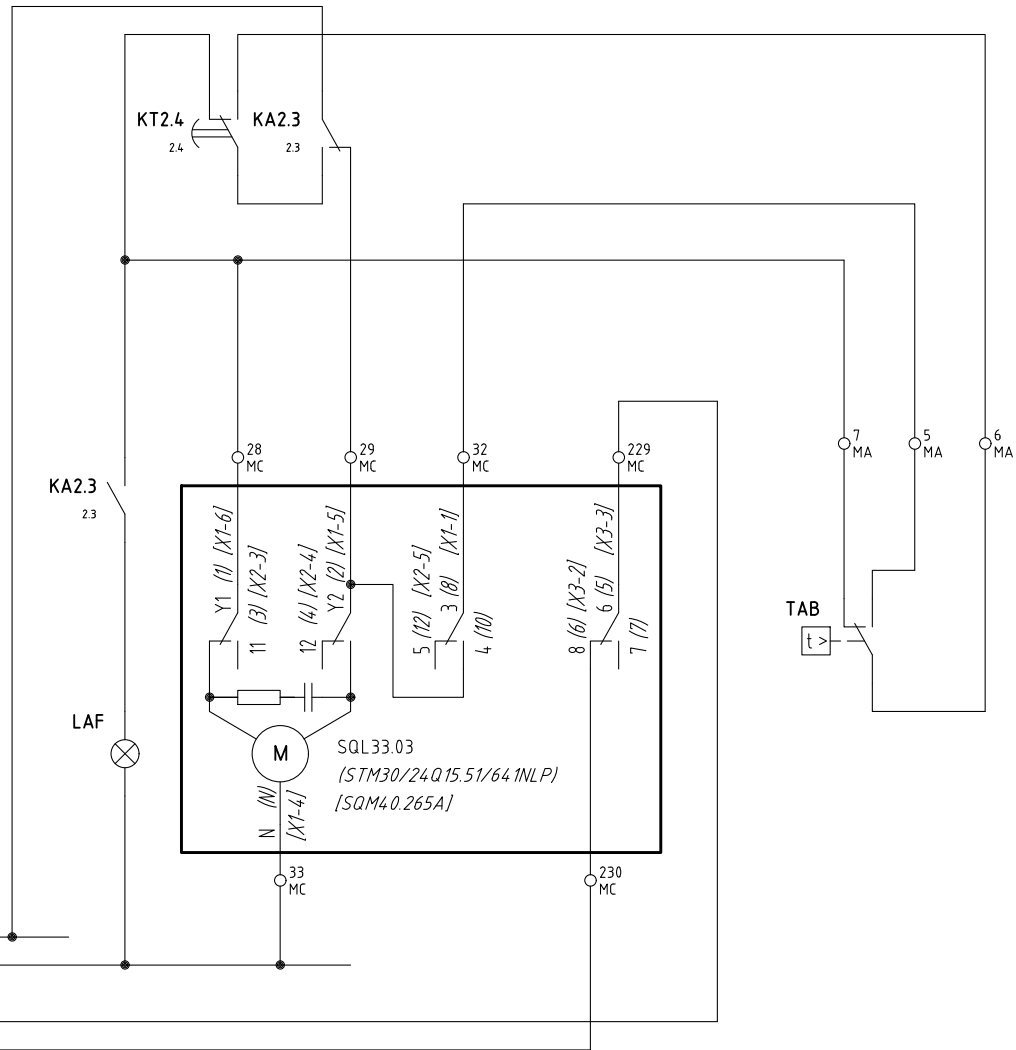 KT2.4
2.4
KA2.3
2.3
28
MC
29
MC
32
MC
229
MC
7
MA
5
MA
6
MA
KA2.3
2.3
Y1 (1) [X1-6]
11 (3) [X2-3]
12 (4) [X2-4]
Y2 (2) [X1-5]
5 (12) [X2-5]
3 (8) [X1-1]
4 (10)
8 (6) [X3-2]
6 (5) [X3-3]
7 (7)
TAB
t >
LAF
M
SQL33.03
(STM30/24Q15.51/641NLP)
[SQM40.265A]
N (N)
[X1-4]
33
MC
230
MC